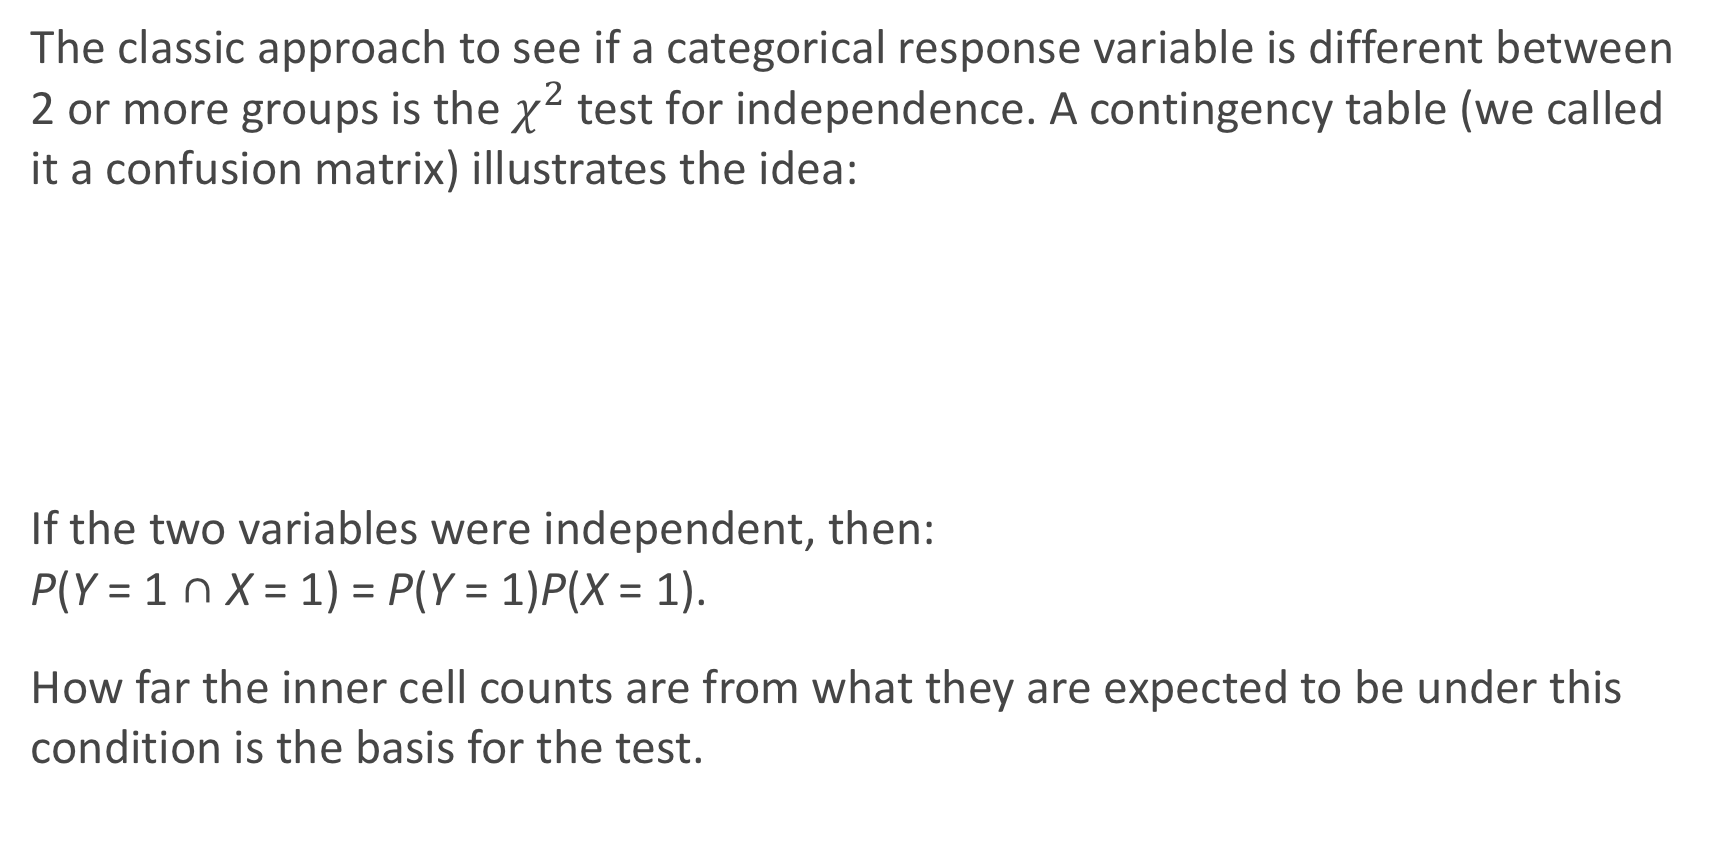 The classic approach to see if a categorical response variable is different between
2 or more groups is the χ² test for independence. A contingency table (we called
it a confusion matrix) illustrates the idea:
If the two variables were independent, then:
P(Y = 1 ∩ X = 1) = P(Y = 1)P(X = 1).
How far the inner cell counts are from what they are expected to be under this
condition is the basis for the test.